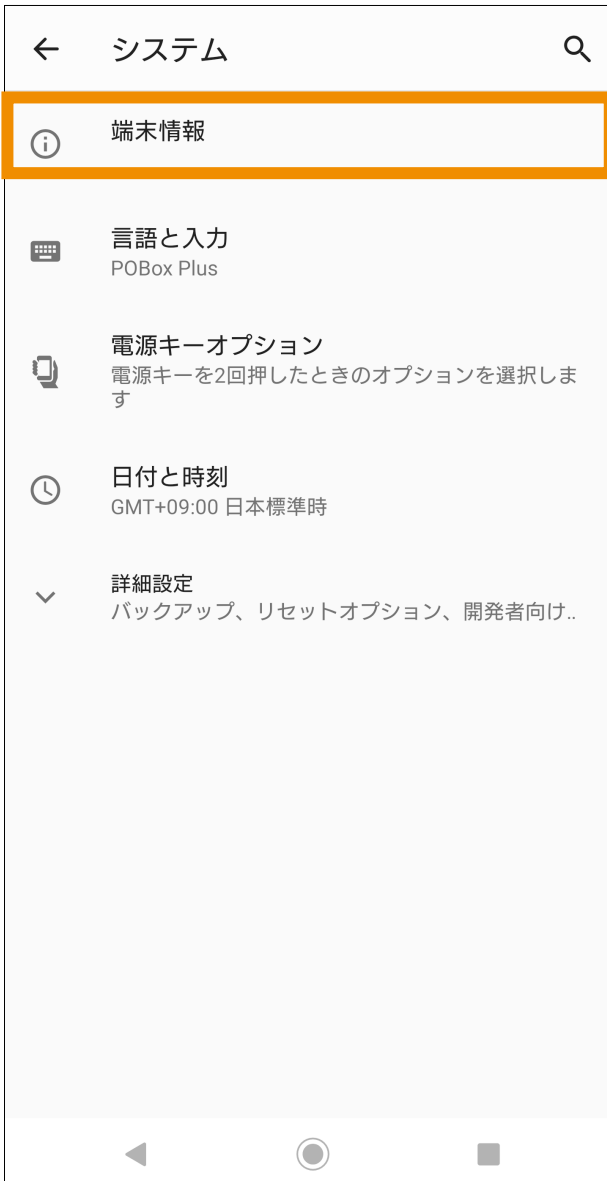 システム
端末情報
言語と入力
POBox Plus
電源キーオプション
電源キーを2回押したときのオプションを選択しま
す
日付と時刻
GMT+09:00 日本標準時
詳細設定
バックアップ、リセットオプション、開発者向け..